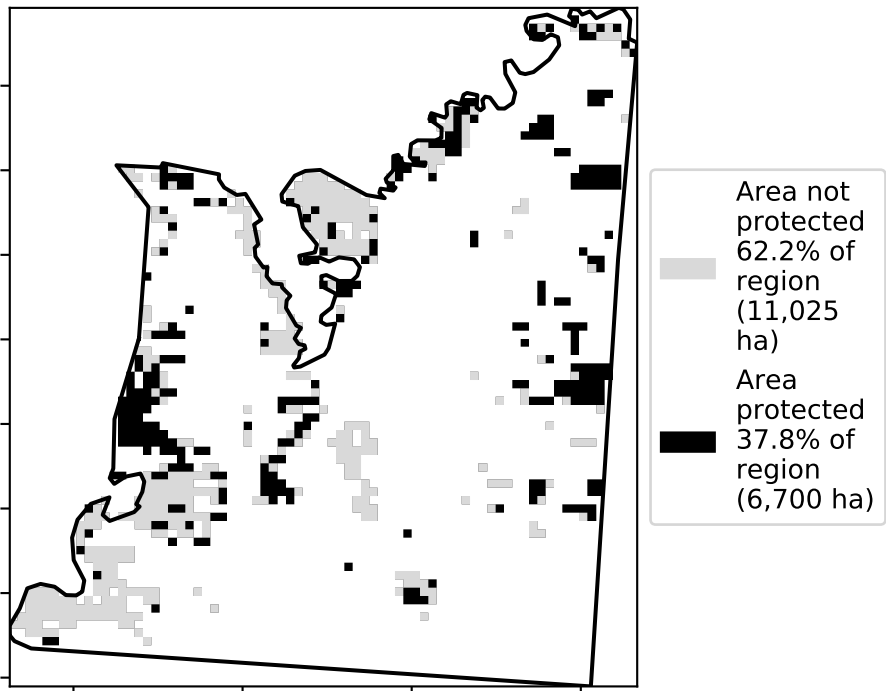 Area not
protected
62.2% of
region
(11,025
ha)
Area
protected
37.8% of
region
(6,700 ha)